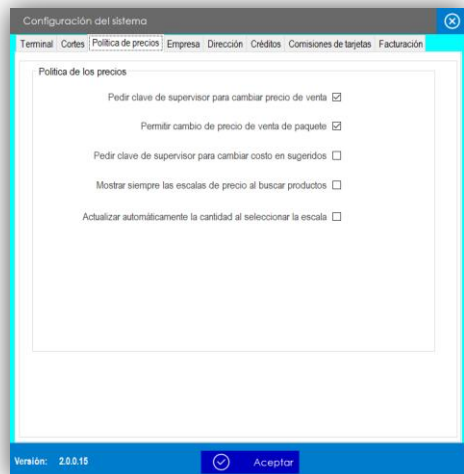 Configuración del sistema
Terminal Cortes Política de precios Empresa Dirección Créditos Comisiones de tarjetas Facturación
Política de los precios
Pedir clave de supervisor para cambiar precio de venta
Permitir cambio de precio de venta de paquete
Pedir clave de supervisor para cambiar costo en sugeridos
Mostrar siempre las escalas de precio al buscar productos
Actualizar automáticamente la cantidad al seleccionar la escala
Versión: 2.0.0.15 Aceptar